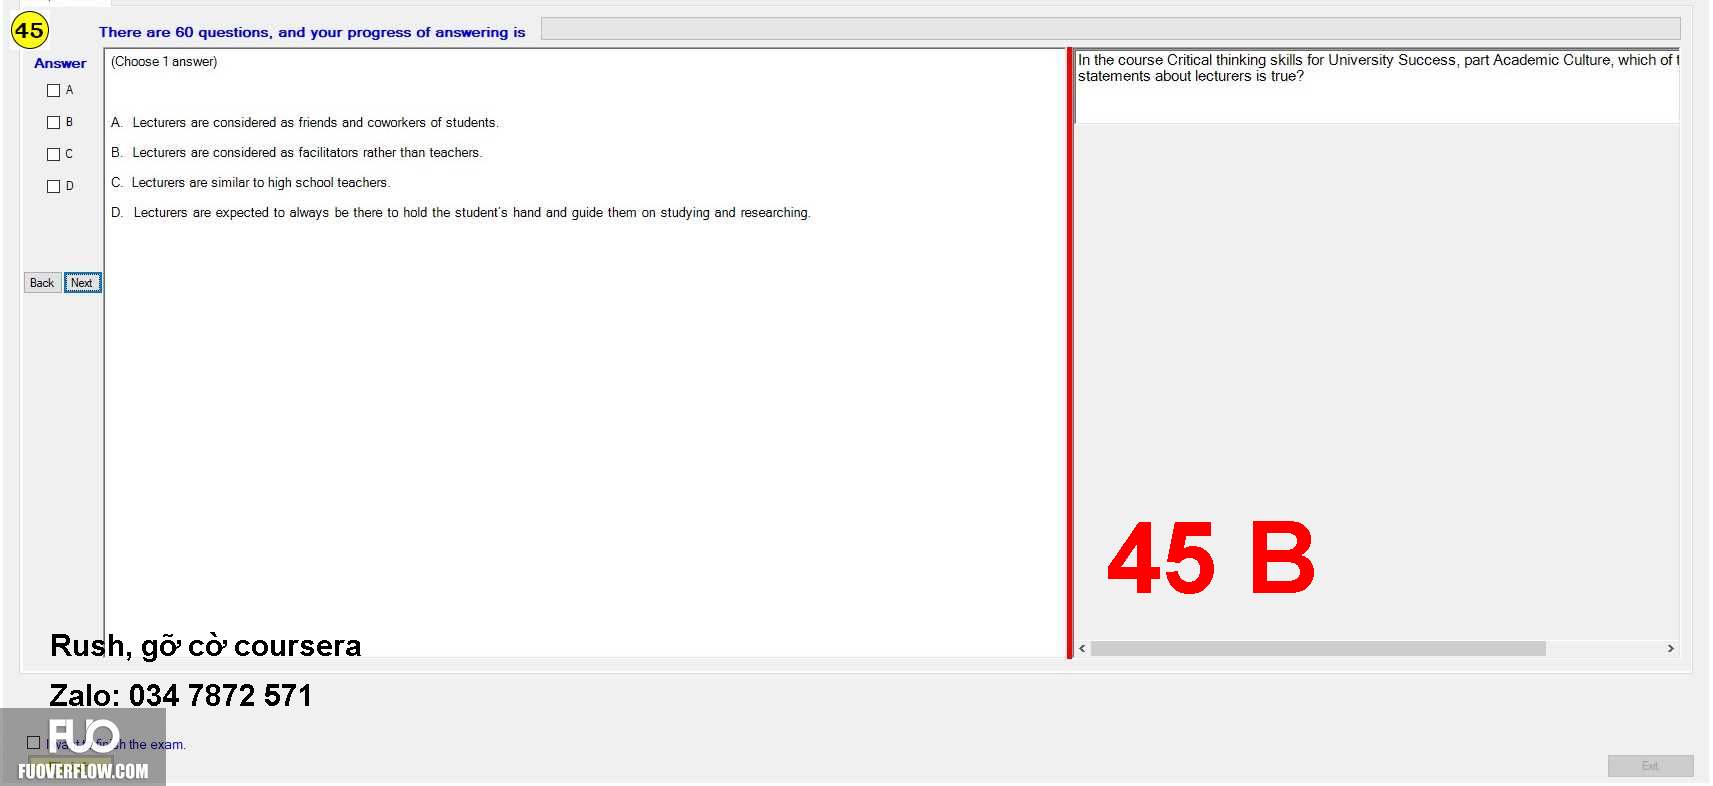 45
There are 60 questions, and your progress of answering is
Answer
A
B
C
D
Back
Next
(Choose 1 answer)
A. Lecturers are considered as friends and coworkers of students.
B. Lecturers are considered as facilitators rather than teachers.
C. Lecturers are similar to high school teachers.
D. Lecturers are expected to always be there to hold the student's hand and guide them on studying and researching.
In the course Critical thinking skills for University Success, part Academic Culture, which of
statements about lecturers is true?
45 B
Rush, gỡ cờ coursera
Zalo: 034 7872 571
I want to finish the exam.
FUO
FUOVERFLOW.COM
Exit